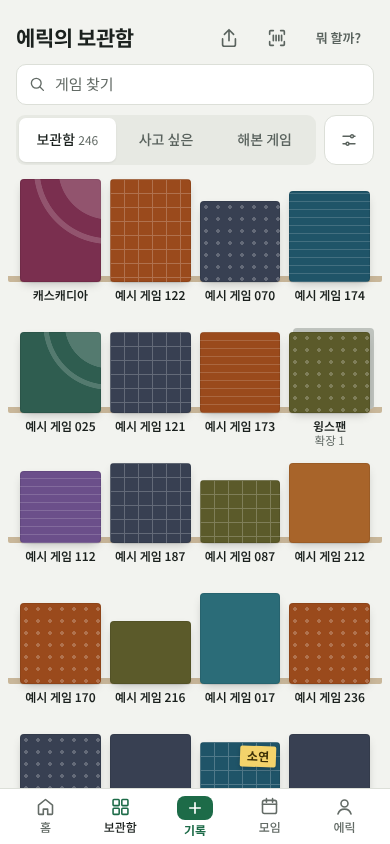 에릭의 보관함
뭐 할까?
게임 찾기
보관함 246
사고 싶은
해본 게임
캐스캐디아
예시 게임 122
예시 게임 070
예시 게임 174
예시 게임 025
예시 게임 121
예시 게임 173
윙스팬
확장 1
예시 게임 112
예시 게임 187
예시 게임 087
예시 게임 212
예시 게임 170
예시 게임 216
예시 게임 017
예시 게임 236
소연
홈
보관함
기록
모임
에릭